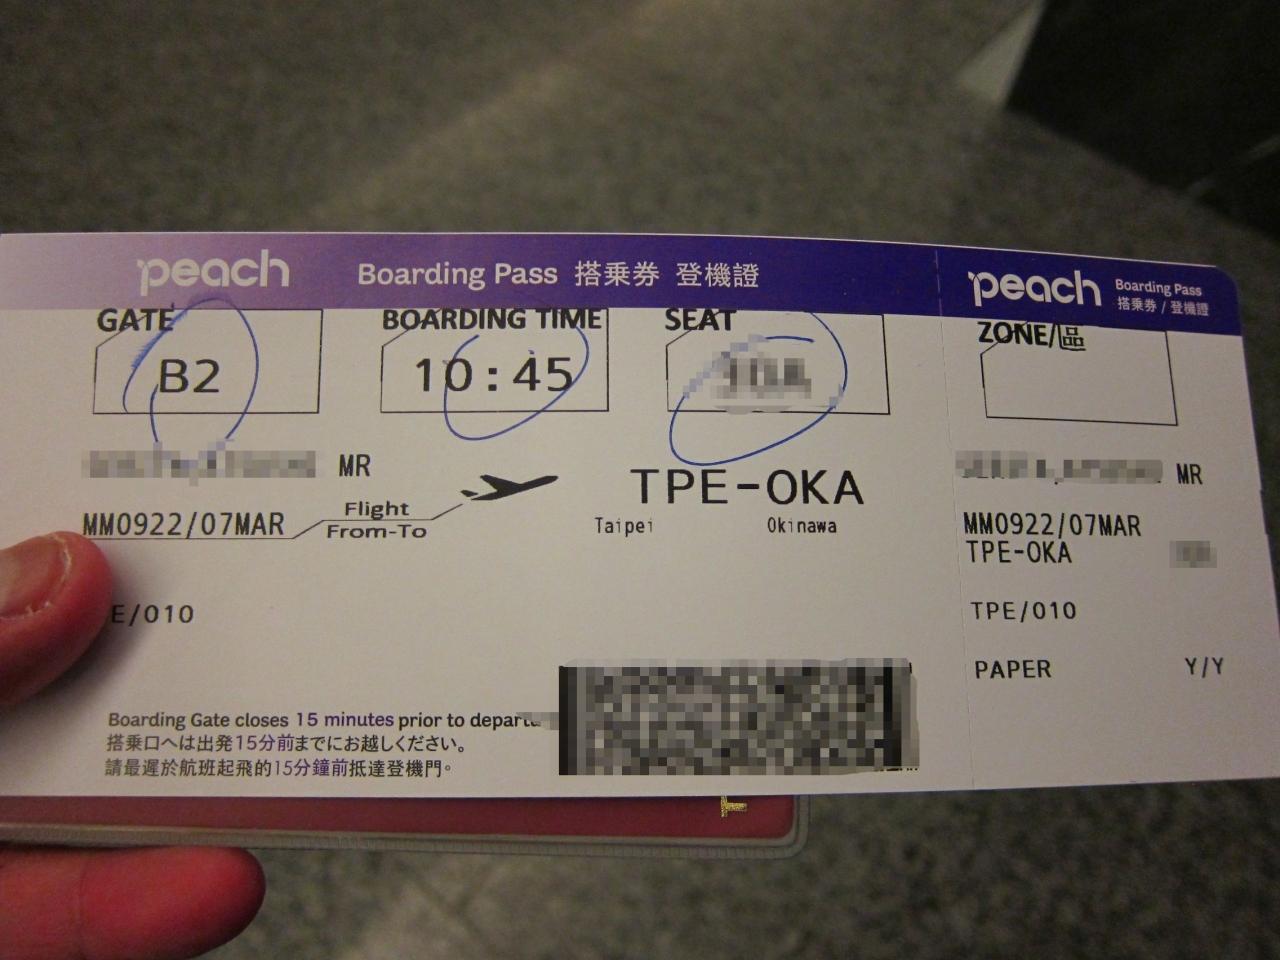 peach Boarding Pass 搭乗券 登機證
GATE BOARDING TIME SEAT
B2 10:45
MR
TPE-OKA
Taipei Okinawa
MM0922/07MAR
Flight
From-To
E/010
Boarding Gate closes 15 minutes prior to depart
搭乗口へは出発15分前までにお越しください。
請最遲於航班起飛的15分鐘前抵達登機門。
peach Boarding Pass
搭乗券 / 登機證
ZONE/區
MR
MM0922/07MAR
TPE-OKA
TPE/010
PAPER Y/Y
T